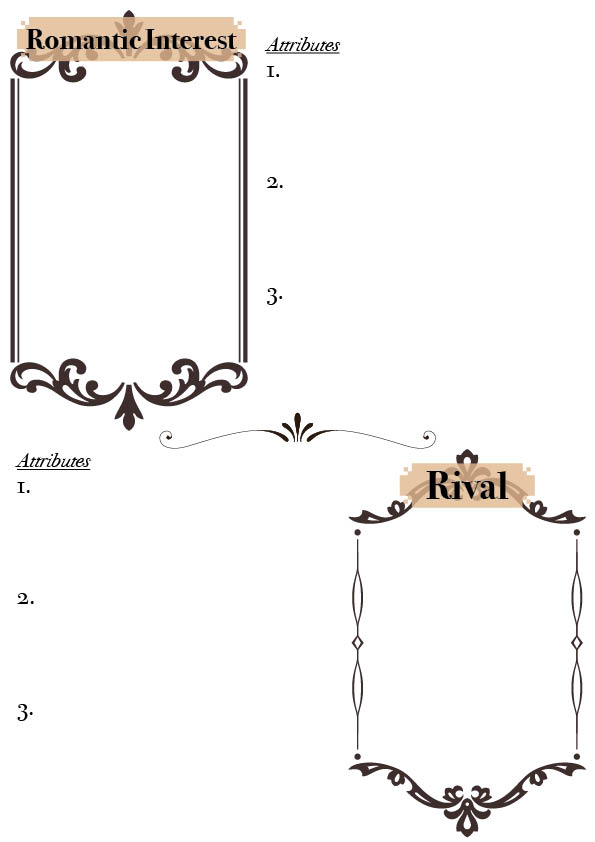 Romantic Interest
Attributes
1.
2.
3.
Attributes
1.
2.
3.
Rival